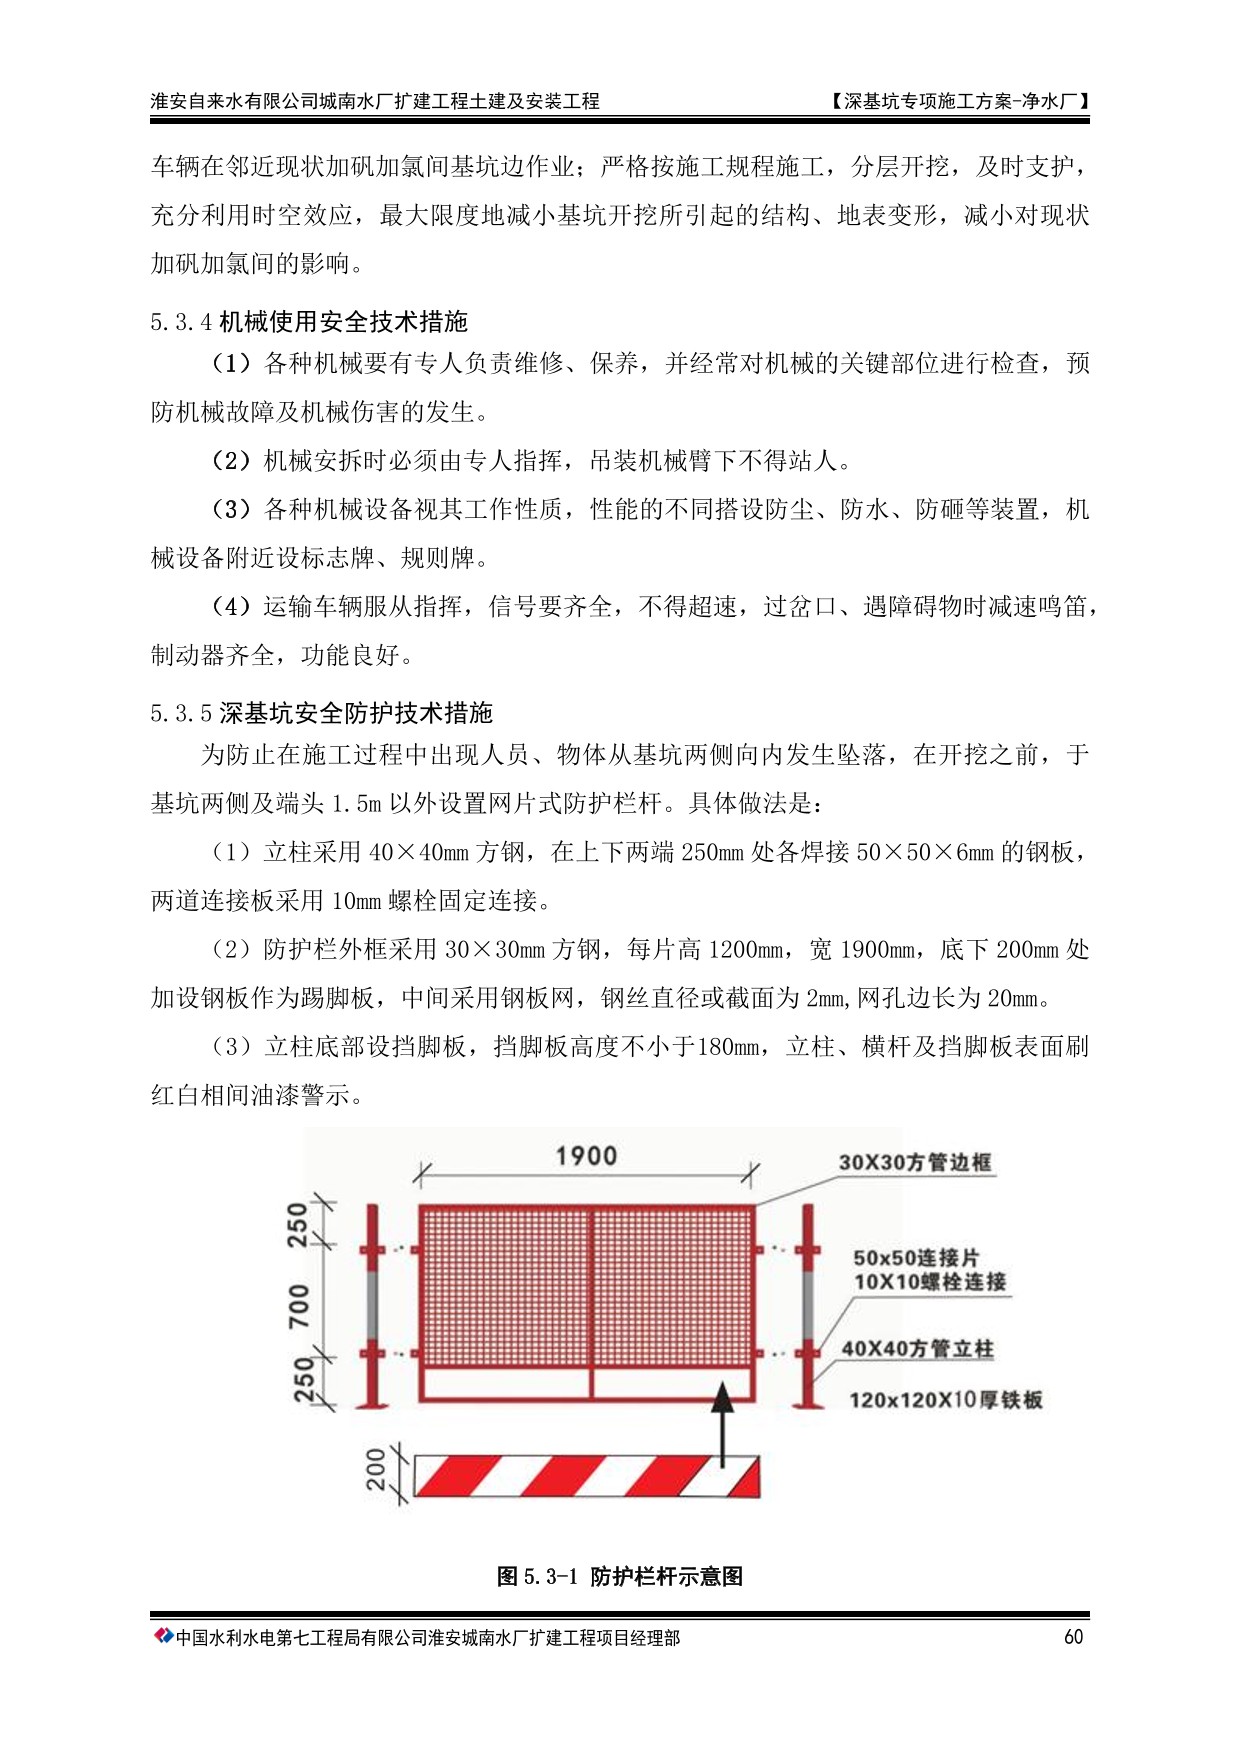 淮安自来水有限公司城南水厂扩建工程土建及安装工程 【深基坑专项施工方案-净水厂】
车辆在邻近现状加矾加氯间基坑边作业；严格按施工规程施工，分层开挖，及时支护，
充分利用时空效应，最大限度地减小基坑开挖所引起的结构、地表变形，减小对现状
加矾加氯间的影响。
5.3.4 机械使用安全技术措施
（1）各种机械要有专人负责维修、保养，并经常对机械的关键部位进行检查，预
防机械故障及机械伤害的发生。
（2）机械安拆时必须由专人指挥，吊装机械臂下不得站人。
（3）各种机械设备视其工作性质，性能的不同搭设防尘、防水、防砸等装置，机
械设备附近设标志牌、规则牌。
（4）运输车辆服从指挥，信号要齐全，不得超速，过岔口、遇障碍物时减速鸣笛，
制动器齐全，功能良好。
5.3.5 深基坑安全防护技术措施
为防止在施工过程中出现人员、物体从基坑两侧向内发生坠落，在开挖之前，于
基坑两侧及端头 1.5m 以外设置网片式防护栏杆。具体做法是：
（1）立柱采用 40×40mm 方钢，在上下两端 250mm 处各焊接 50×50×6mm 的钢板，
两道连接板采用 10mm 螺栓固定连接。
（2）防护栏外框采用 30×30mm 方钢，每片高 1200mm，宽 1900mm，底下 200mm 处
加设钢板作为踢脚板，中间采用钢板网，钢丝直径或截面为 2mm,网孔边长为 20mm。
（3）立柱底部设挡脚板，挡脚板高度不小于180mm，立柱、横杆及挡脚板表面刷
红白相间油漆警示。
1900
30X30方管边框
250
50x50连接片
10X10螺栓连接
700
40X40方管立柱
250
120x120X10厚铁板
200
图 5.3-1 防护栏杆示意图
中国水利水电第七工程局有限公司淮安城南水厂扩建工程项目经理部 60